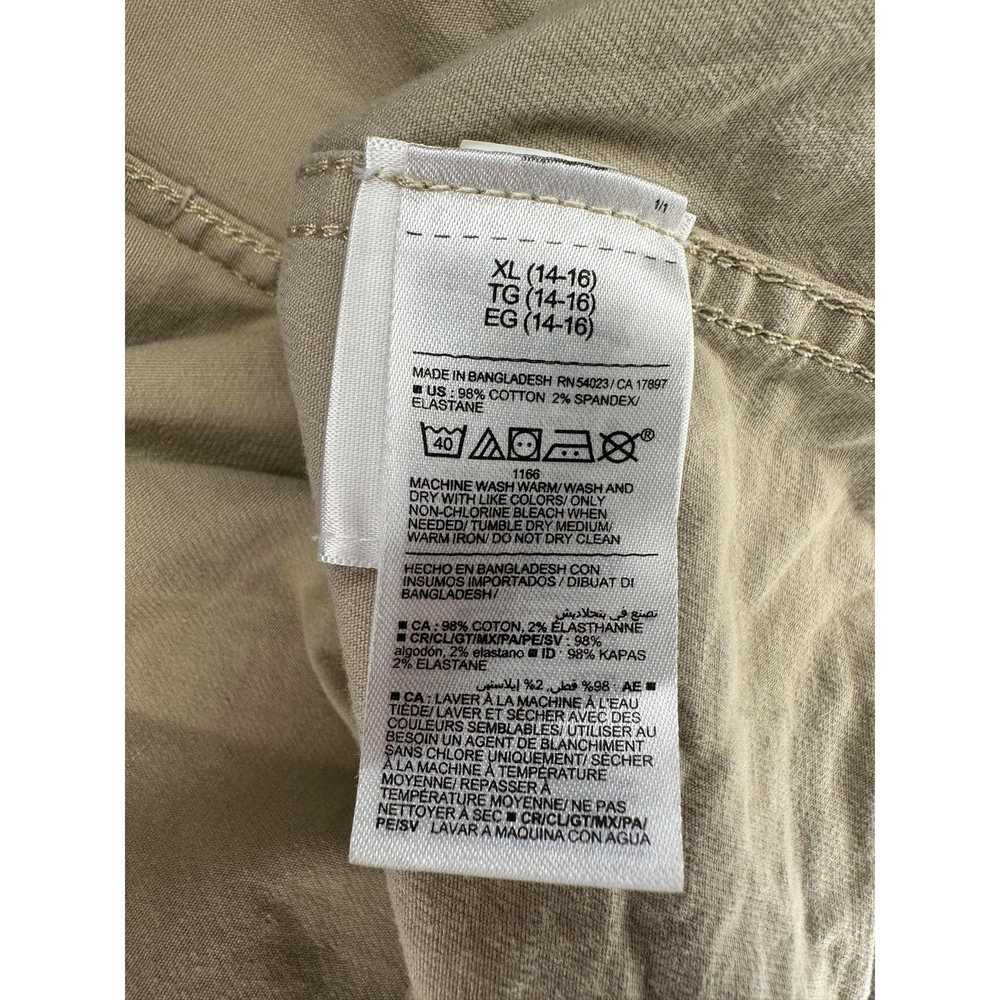 1/1
XL (14-16)
TG (14-16)
EG (14-16)
MADE IN BANGLADESH RN 54023 / CA 17897
■ US : 98% COTTON 2% SPANDEX/
ELASTANE
40 ®
1166
MACHINE WASH WARM/ WASH AND
DRY WITH LIKE COLORS/ ONLY
NON-CHLORINE BLEACH WHEN
NEEDED/ TUMBLE DRY MEDIUM/
WARM IRON/ DO NOT DRY CLEAN
HECHO EN BANGLADESH CON
INSUMOS IMPORTADOS / DIBUAT DI
BANGLADESH /
تصنع في بنجلاديش
■ CA : 98% COTON, 2% ÉLASTHANNE
■ CR/CL/GT/MX/PA/PE/SV : 98%
algodón, 2% elastano ■ ID : 98% KAPAS
2% ELASTANE
■ AE : 98% قطن, 2% إيلاستين
■ CA : LAVER À LA MACHINE À L'EAU
TIÈDE/ LAVER ET SÉCHER AVEC DES
COULEURS SEMBLABLES/ UTILISER AU
BESOIN UN AGENT DE BLANCHIMENT
SANS CHLORE UNIQUEMENT/ SÉCHER
À LA MACHINE À TEMPÉRATURE
MOYENNE/ REPASSER À
TEMPÉRATURE MOYENNE/ NE PAS
NETTOYER À SEC ■ CR/CL/GT/MX/PA/
PE/SV LAVAR A MAQUINA CON AGUA